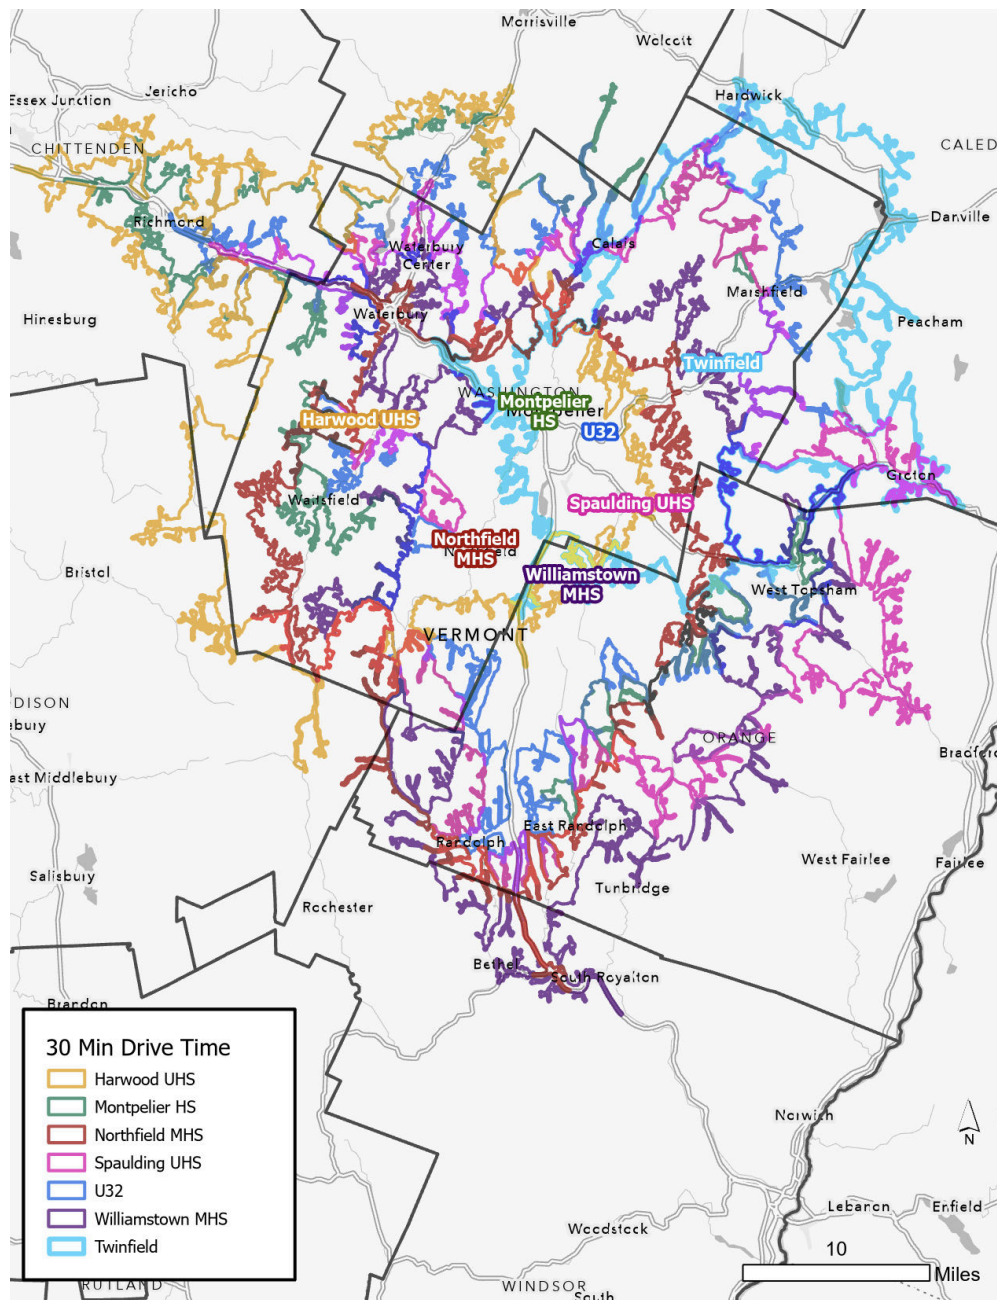 Morrisville
Wolcott
Hardwick
Jericho
Essex Junction
CHITTENDEN
CALED
Danville
Richmond
Calais
Waterbury
Center
Marshfield
Hinesburg
Waterbury
Peacham
Twinfield
WASHINGTON
Montpelier
HS
Harwood UHS
U32
Groton
Waitsfield
Spaulding UHS
Northfield
MHS
Bristol
Williamstown
MHS
West Topsham
VERMONT
DISON
ebury
ORANGE
Bradford
ast Middlebury
East Randolph
Randolph
West Fairlee
Fairlee
Salisbury
Tunbridge
Rochester
Bethel
South Royalton
Brandon
30 Min Drive Time
Harwood UHS
Montpelier HS
Northfield MHS
Spaulding UHS
U32
Williamstown MHS
Twinfield
Norwich
N
Lebanon
Enfield
Woodstock
10
Miles
RUTLAND
WINDSOR
South